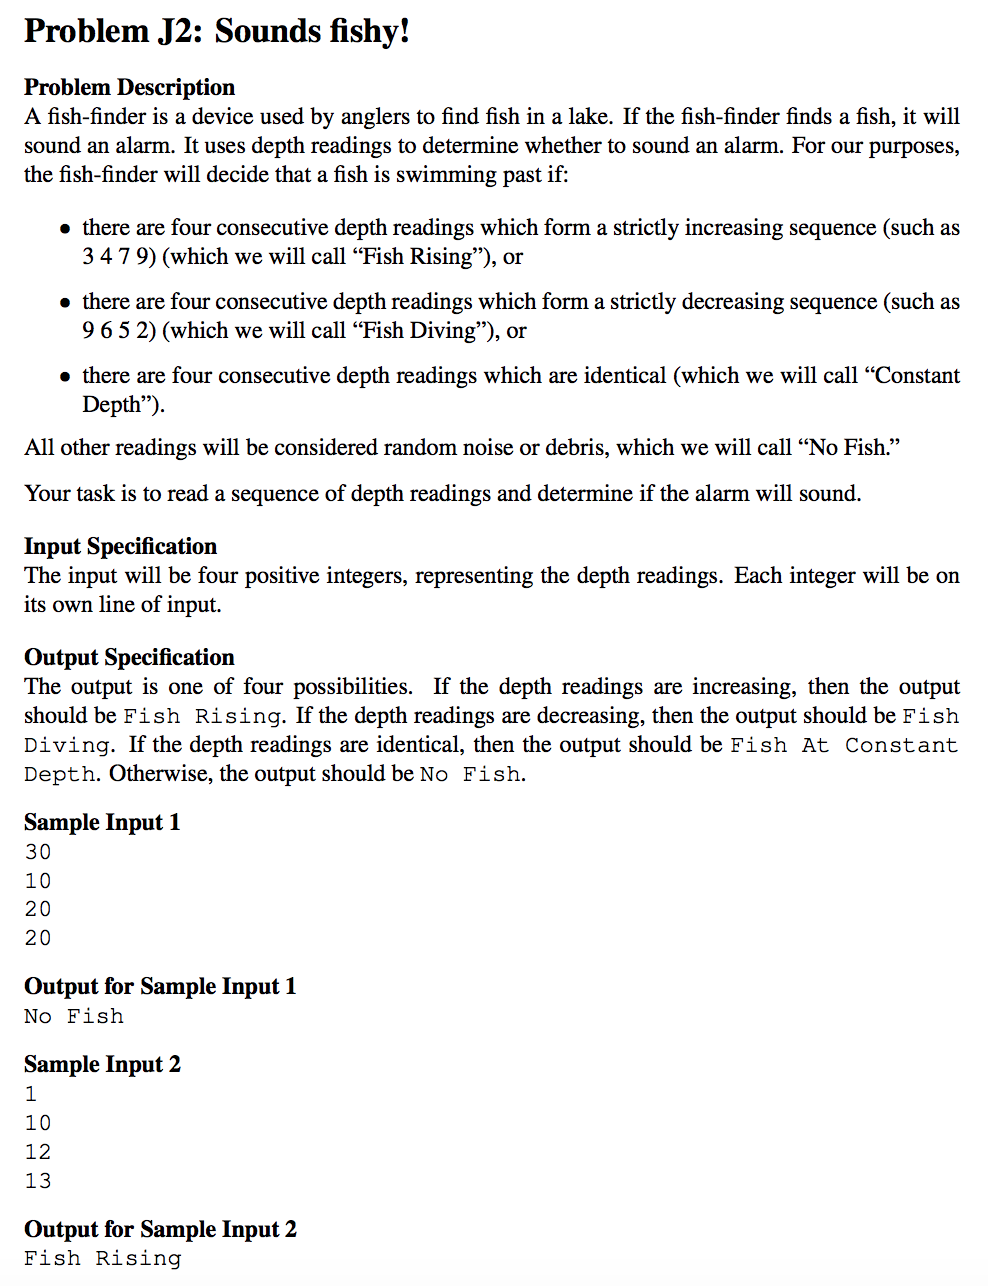 Problem J2: Sounds fishy!
Problem Description
A fish-finder is a device used by anglers to find fish in a lake. If the fish-finder finds a fish, it will
sound an alarm. It uses depth readings to determine whether to sound an alarm. For our purposes,
the fish-finder will decide that a fish is swimming past if:
• there are four consecutive depth readings which form a strictly increasing sequence (such as
3 4 7 9) (which we will call “Fish Rising”), or
• there are four consecutive depth readings which form a strictly decreasing sequence (such as
9 6 5 2) (which we will call “Fish Diving”), or
• there are four consecutive depth readings which are identical (which we will call “Constant
Depth”).
All other readings will be considered random noise or debris, which we will call “No Fish.”
Your task is to read a sequence of depth readings and determine if the alarm will sound.
Input Specification
The input will be four positive integers, representing the depth readings. Each integer will be on
its own line of input.
Output Specification
The output is one of four possibilities. If the depth readings are increasing, then the output
should be Fish Rising. If the depth readings are decreasing, then the output should be Fish
Diving. If the depth readings are identical, then the output should be Fish At Constant
Depth. Otherwise, the output should be No Fish.
Sample Input 1
30
10
20
20
Output for Sample Input 1
No Fish
Sample Input 2
1
10
12
13
Output for Sample Input 2
Fish Rising